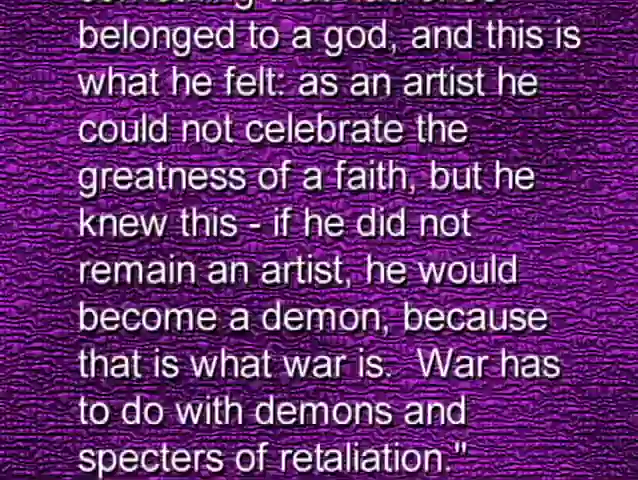 belonged to a god, and this is
what he felt: as an artist he
could not celebrate the
greatness of a faith, but he
knew this - if he did not
remain an artist, he would
become a demon, because
that is what war is.  War has
to do with demons and
specters of retaliation."